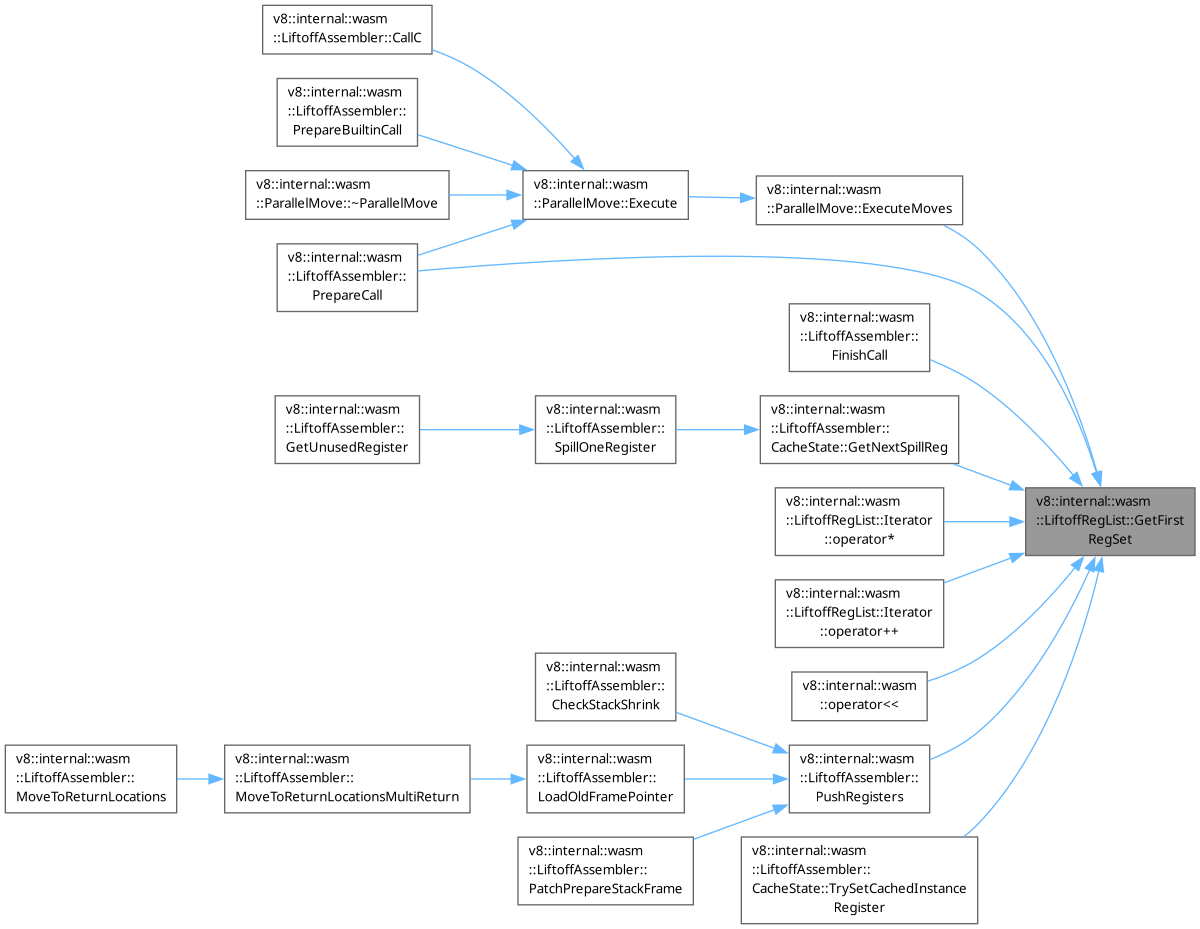 v8::internal::wasm
::LiftoffAssembler::CallC
v8::internal::wasm
::LiftoffAssembler::
PrepareBuiltinCall
v8::internal::wasm
::ParallelMove::~ParallelMove
v8::internal::wasm
::ParallelMove::Execute
v8::internal::wasm
::ParallelMove::ExecuteMoves
v8::internal::wasm
::LiftoffAssembler::
PrepareCall
v8::internal::wasm
::LiftoffAssembler::
FinishCall
v8::internal::wasm
::LiftoffAssembler::
GetUnusedRegister
v8::internal::wasm
::LiftoffAssembler::
SpillOneRegister
v8::internal::wasm
::LiftoffAssembler::
CacheState::GetNextSpillReg
v8::internal::wasm
::LiftoffRegList::GetFirst
RegSet
v8::internal::wasm
::LiftoffRegList::Iterator
::operator*
v8::internal::wasm
::LiftoffRegList::Iterator
::operator++
v8::internal::wasm
::operator<<
v8::internal::wasm
::LiftoffAssembler::
CheckStackShrink
v8::internal::wasm
::LiftoffAssembler::
MoveToReturnLocations
v8::internal::wasm
::LiftoffAssembler::
MoveToReturnLocationsMultiReturn
v8::internal::wasm
::LiftoffAssembler::
LoadOldFramePointer
v8::internal::wasm
::LiftoffAssembler::
PushRegisters
v8::internal::wasm
::LiftoffAssembler::
PatchPrepareStackFrame
v8::internal::wasm
::LiftoffAssembler::
CacheState::TrySetCachedInstance
Register